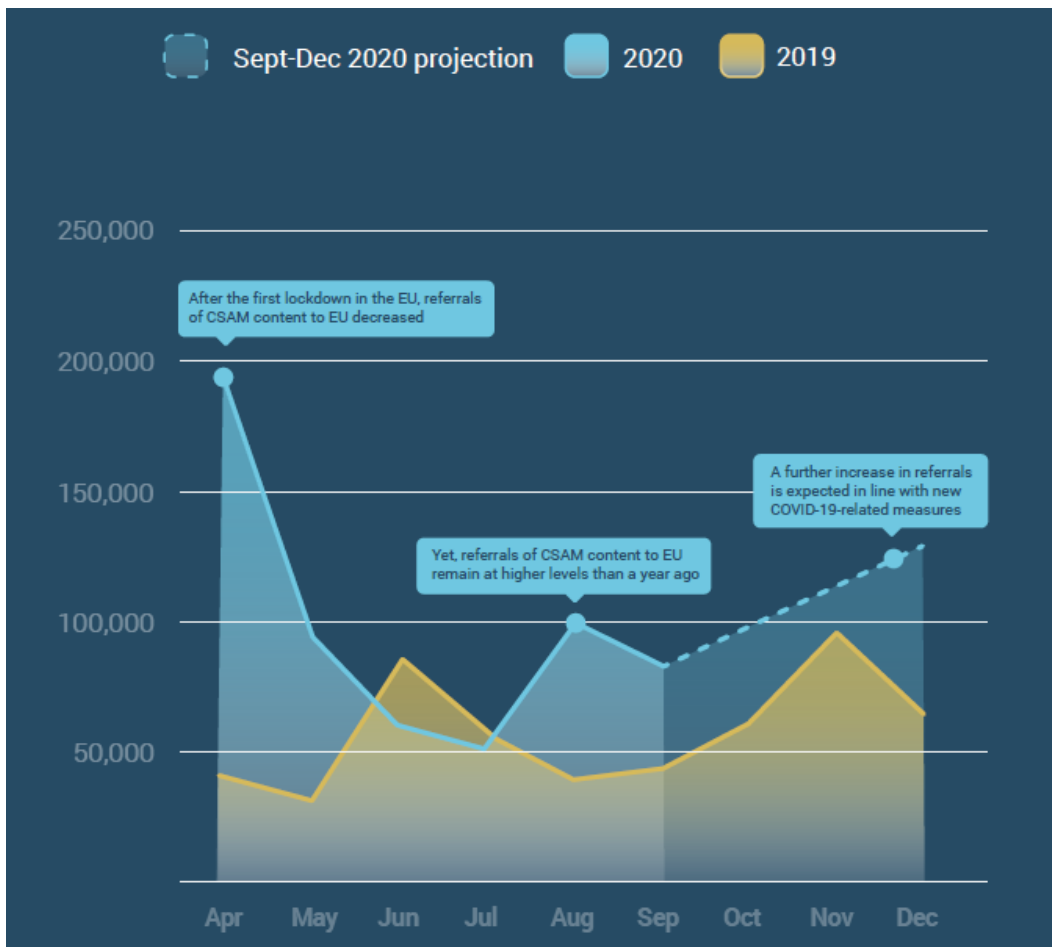 Sept-Dec 2020 projection
2020
2019
250,000
After the first lockdown in the EU, referrals
of CSAM content to EU decreased
200,000
A further increase in referrals
is expected in line with new
COVID-19-related measures
150,000
Yet, referrals of CSAM content to EU
remain at higher levels than a year ago
100,000
50,000
Apr May Jun Jul Aug Sep Oct Nov Dec